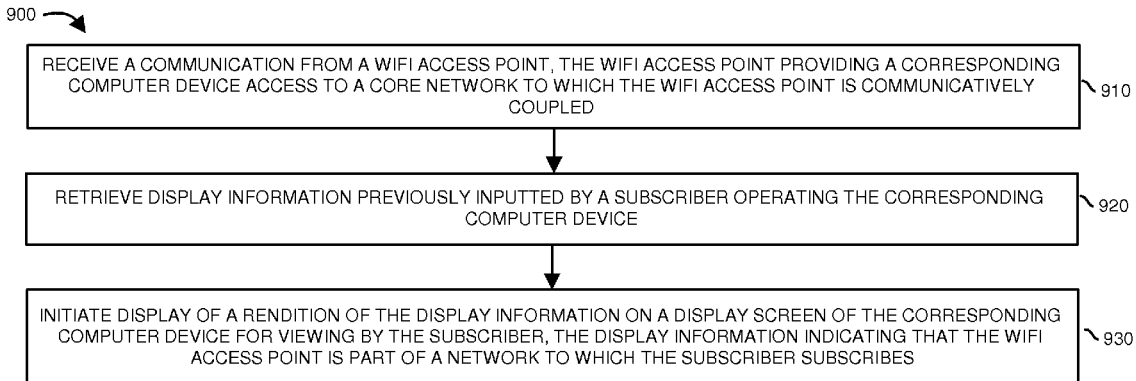 900
RECEIVE A COMMUNICATION FROM A WIFI ACCESS POINT, THE WIFI ACCESS POINT PROVIDING A CORRESPONDING
COMPUTER DEVICE ACCESS TO A CORE NETWORK TO WHICH THE WIFI ACCESS POINT IS COMMUNICATIVELY
COUPLED
910
RETRIEVE DISPLAY INFORMATION PREVIOUSLY INPUTTED BY A SUBSCRIBER OPERATING THE CORRESPONDING
COMPUTER DEVICE
920
INITIATE DISPLAY OF A RENDITION OF THE DISPLAY INFORMATION ON A DISPLAY SCREEN OF THE CORRESPONDING
COMPUTER DEVICE FOR VIEWING BY THE SUBSCRIBER, THE DISPLAY INFORMATION INDICATING THAT THE WIFI
ACCESS POINT IS PART OF A NETWORK TO WHICH THE SUBSCRIBER SUBSCRIBES
930